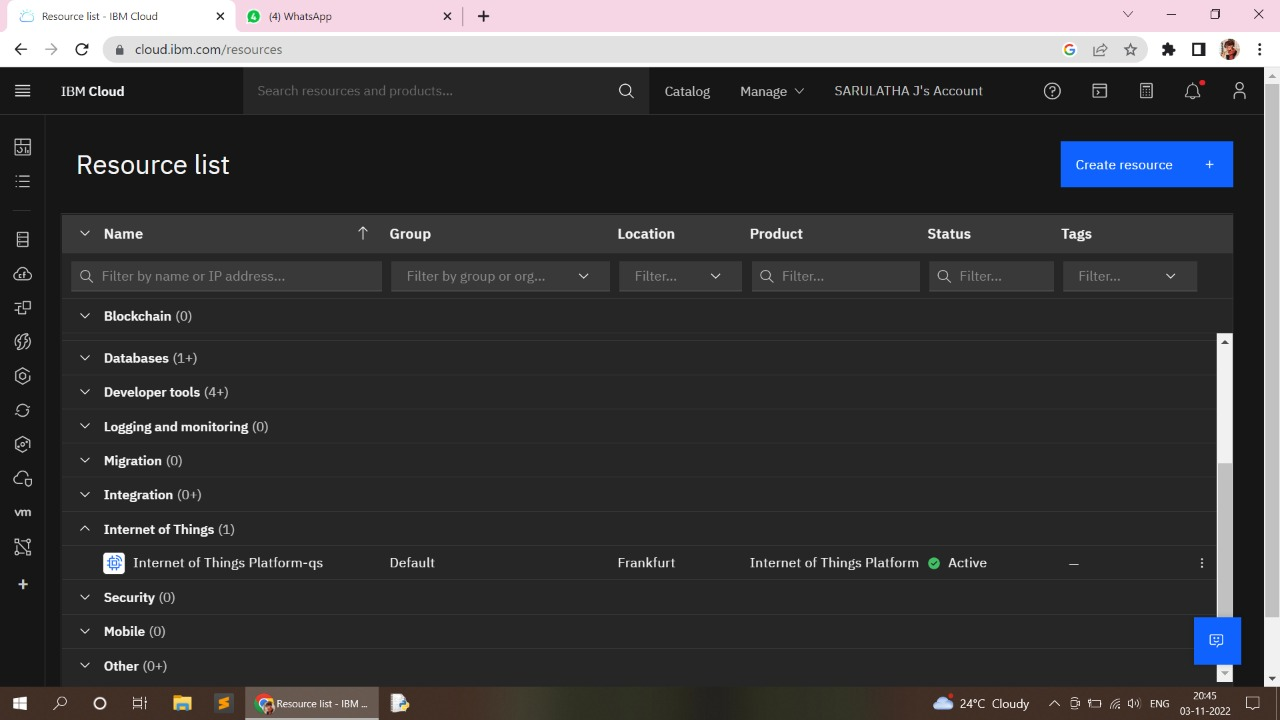 Resource list - IBM Cloud
(4) WhatsApp
cloud.ibm.com/resources
IBM Cloud
Search resources and products...
Catalog
Manage
SARULATHA J's Account
Resource list
Create resource +
Name Group Location Product Status Tags
Filter by name or IP address... Filter by group or org... Filter... Filter... Filter... Filter...
Blockchain (0)
Databases (1+)
Developer tools (4+)
Logging and monitoring (0)
Migration (0)
Integration (0+)
Internet of Things (1)
Internet of Things Platform-qs Default Frankfurt Internet of Things Platform Active —
Security (0)
Mobile (0)
Other (0+)
vm
Resource list - IBM ...
24°C Cloudy
ENG
20:45
03-11-2022